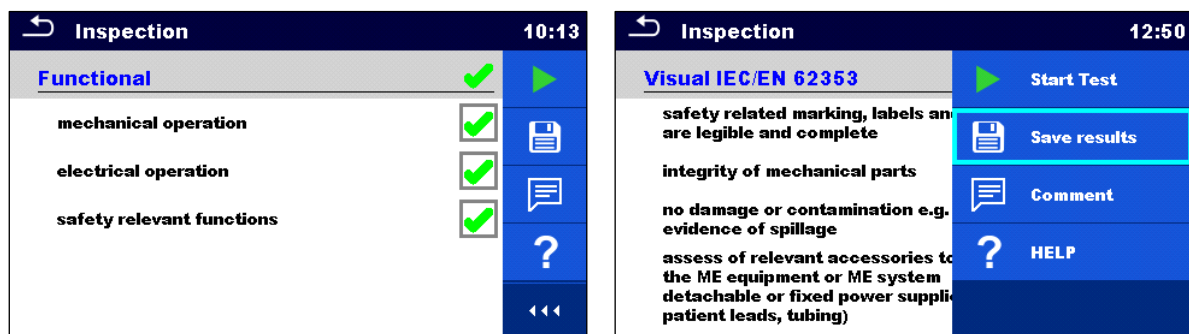 Inspection 10:13
Functional
mechanical operation
electrical operation
safety relevant functions
?
Inspection 12:50
Visual IEC/EN 62353
safety related marking, labels an
are legible and complete
integrity of mechanical parts
no damage or contamination e.g.
evidence of spillage
assess of relevant accessories to
the ME equipment or ME system
detachable or fixed power supplie
patient leads, tubing)
Start Test
Save results
Comment
? HELP